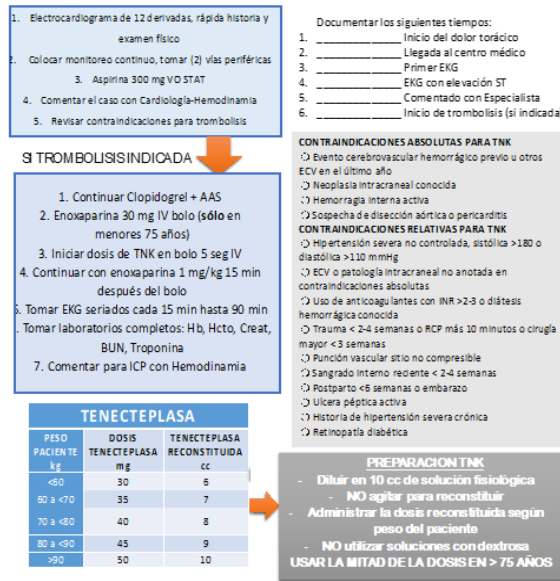 1. Electrocardiograma de 12 derivadas, rápida historia y
examen físico
2. Colocar monitoreo continuo, tomar (2) vías periféricas
3. Aspirina 300 mg VO STAT
4. Comentar el caso con Cardiología-Hemodinamia
5. Revisar contraindicaciones para trombolisis
SI TROMBOLISIS INDICADA
1. Continuar Clopidogrel + AAS
2. Enoxaparina 30 mg IV bolo (sólo en
menores 75 años)
3. Iniciar dosis de TNK en bolo 5 seg IV
4. Continuar con enoxaparina 1 mg/kg 15 min
después del bolo
5. Tomar EKG seriados cada 15 min hasta 90 min
. Tomar laboratorios completos: Hb, Hcto, Creat,
BUN, Troponina
7. Comentar para ICP con Hemodinamia
TENECTEPLASA
PESO PACIENTE kg DOSIS TENECTEPLASA mg TENECTEPLASA RECONSTITUIDA cc
<60 30 6
60 a <70 35 7
70 a <80 40 8
80 a <90 45 9
>90 50 10
Documentar los siguientes tiempos:
1. ______________ Inicio del dolor torácico
2. ______________ Llegada al centro médico
3. ______________ Primer EKG
4. ______________ EKG con elevación ST
5. ______________ Comentado con Especialista
6. ______________ Inicio de trombolisis (si indicada
CONTRAINDICACIONES ABSOLUTAS PARA TNK
Evento cerebrovascular hemorrágico previo u otros
ECV en el último año
Neoplasia intracraneal conocida
Hemorragia interna activa
Sospecha de disección aórtica o pericarditis
CONTRAINDICACIONES RELATIVAS PARA TNK
Hipertensión severa no controlada, sistólica >180 o
diastólica >110 mmHg
ECV o patología intracraneal no anotada en
contraindicaciones absolutas
Uso de anticoagulantes con INR >2-3 o diátesis
hemorrágica conocida
Trauma < 2-4 semanas o RCP más 10 minutos o cirugía
mayor < 3 semanas
Punción vascular sitio no compresible
Sangrado interno reciente < 2-4 semanas
Postparto <6 semanas o embarazo
Ulcera péptica activa
Historia de hipertensión severa crónica
Retinopatía diabética
PREPARACION TNK
- Diluir en 10 cc de solución fisiológica
- NO agitar para reconstituir
- Administrar la dosis reconstituida según
peso del paciente
- NO utilizar soluciones con dextrosa
USAR LA MITAD DE LA DOSIS EN > 75 AÑOS